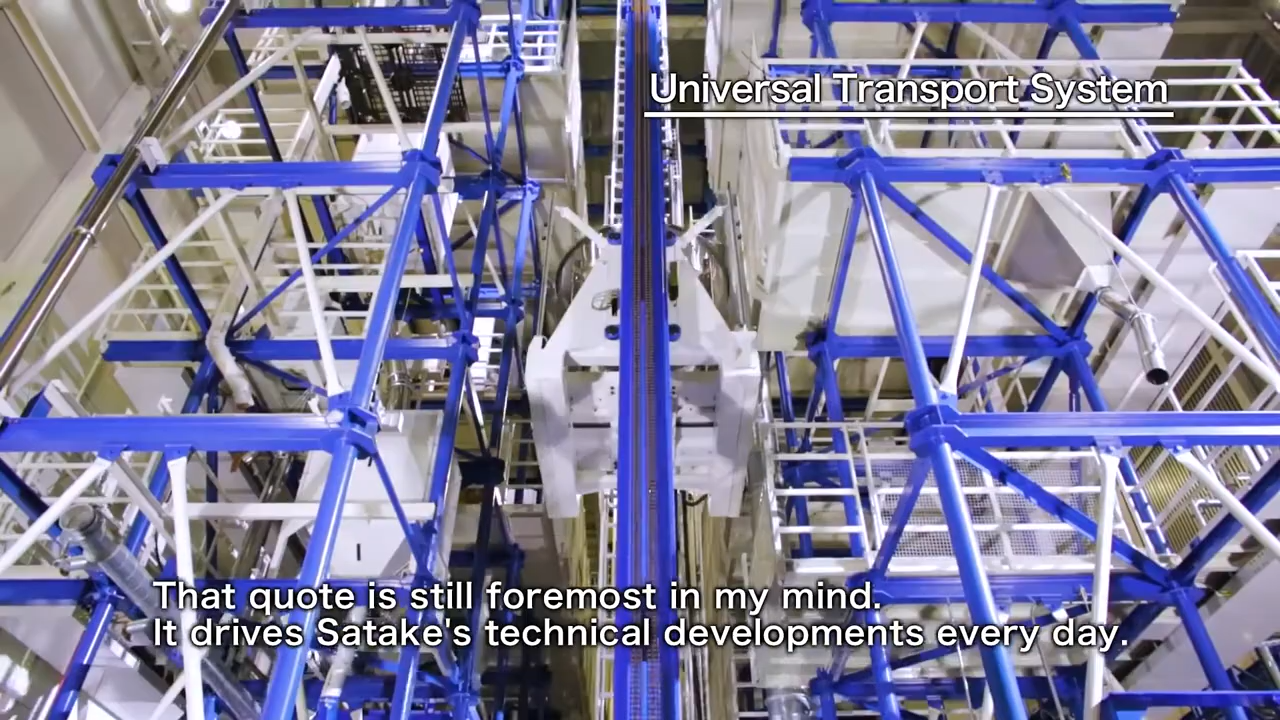 Universal Transport System
That quote is still foremost in my mind.
It drives Satake's technical developments every day.